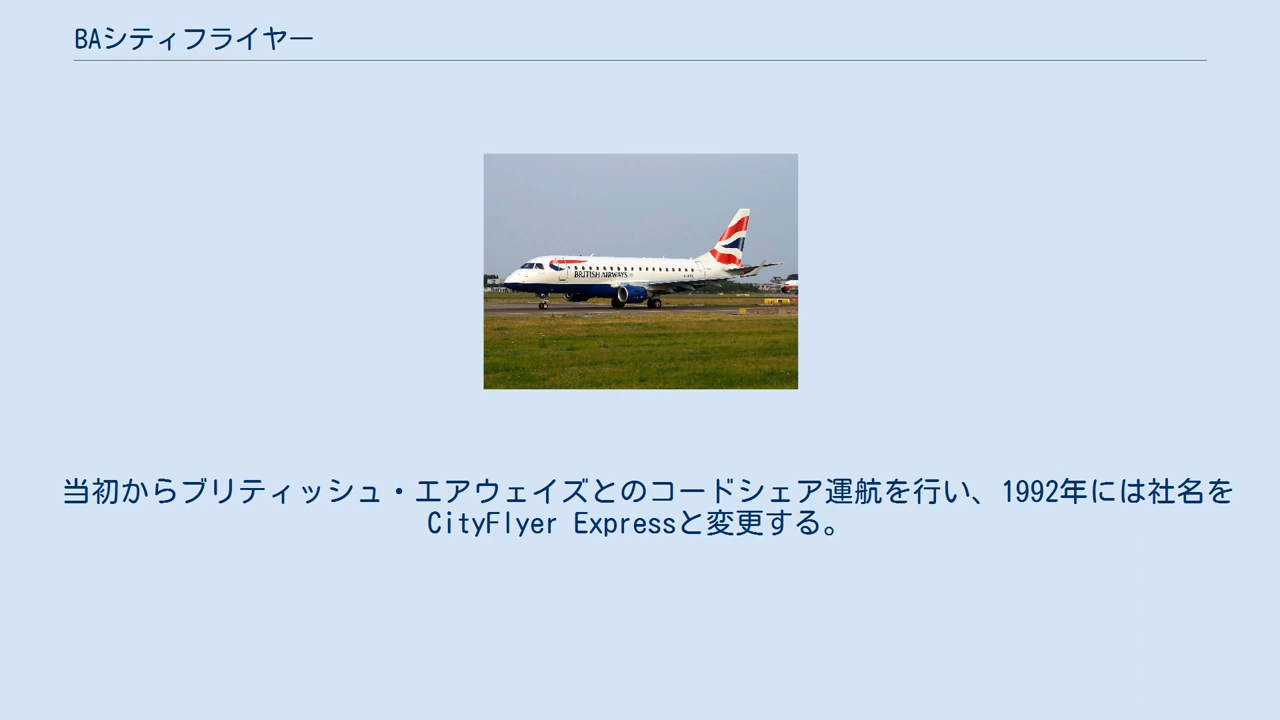 BAシティフライヤー
BRITISH AIRWAYS
当初からブリティッシュ・エアウェイズとのコードシェア運航を行い、1992年には社名を
CityFlyer Expressと変更する。